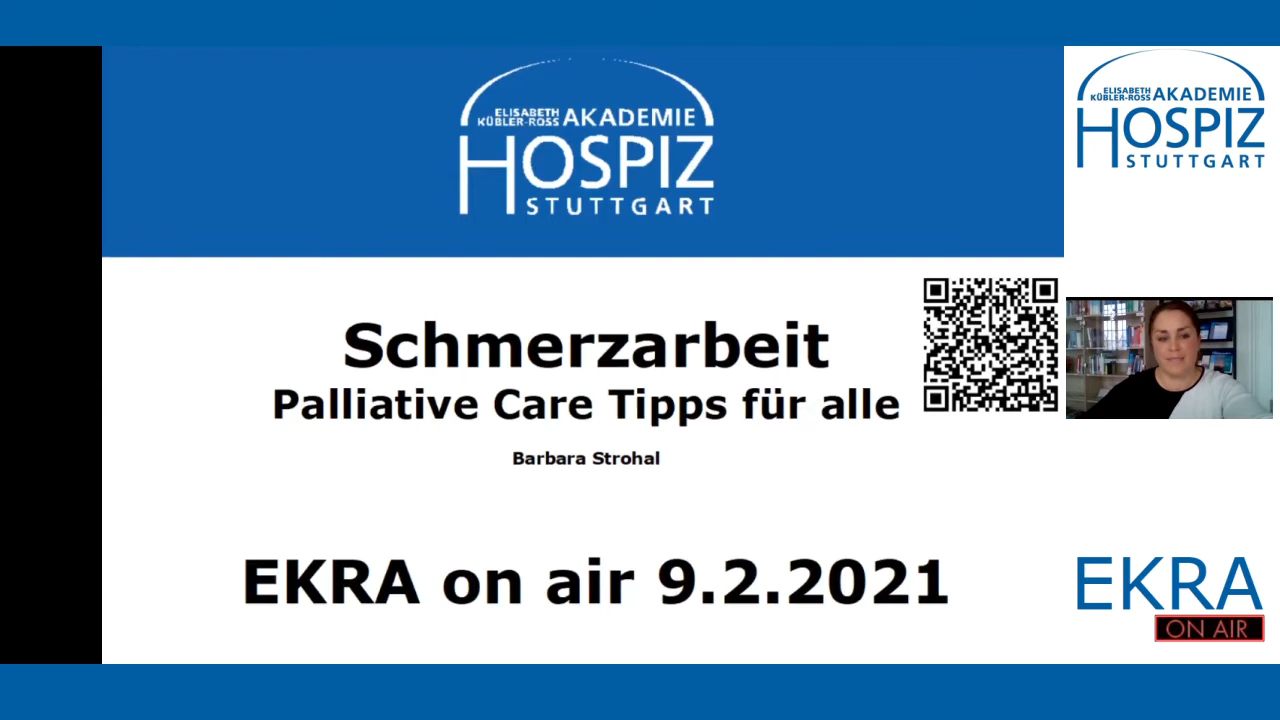 ELISABETH
KÜBLER-ROSS AKADEMIE
HOSPIZ
STUTTGART
Schmerzarbeit
Palliative Care Tipps für alle
Barbara Strohal
EKRA on air 9.2.2021
ELISABETH
KÜBLER-ROSS AKADEMIE
HOSPIZ
STUTTGART
EKRA
ON AIR